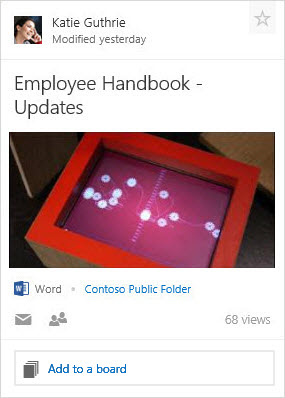 Katie Guthrie
Modified yesterday
Employee Handbook -
Updates
Word • Contoso Public Folder
68 views
Add to a board